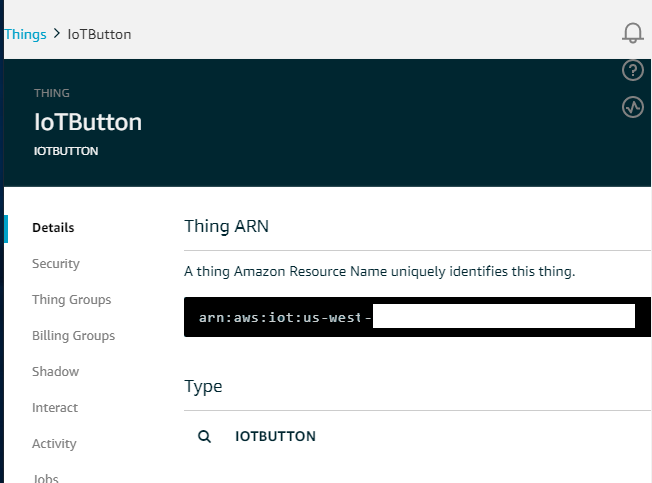 Things > IoTButton
THING
IoTButton
IOTBUTTON
Details
Security
Thing Groups
Billing Groups
Shadow
Interact
Activity
Jobs
Thing ARN
A thing Amazon Resource Name uniquely identifies this thing.
arn:aws:iot:us-west-
Type
IOTBUTTON